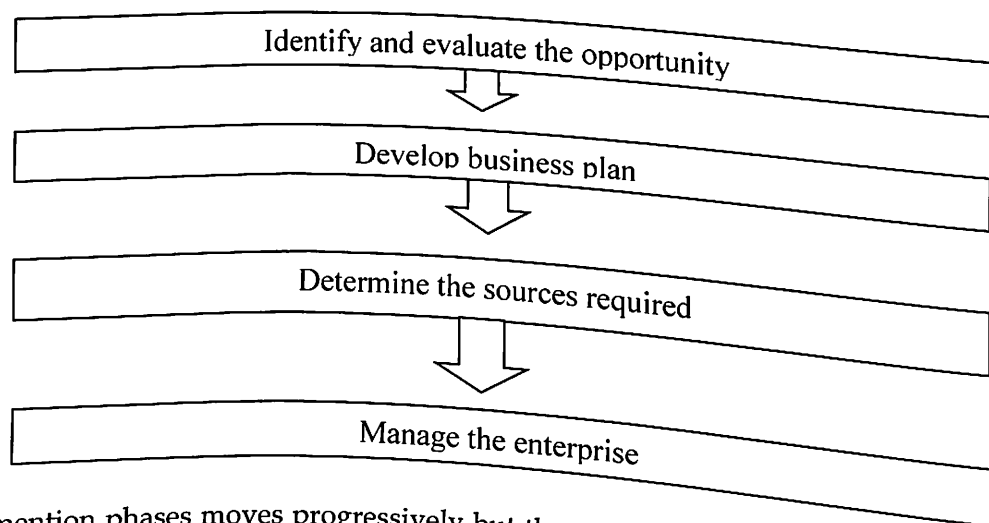 Identify and evaluate the opportunity
Develop business plan
Determine the sources required
Manage the enterprise
mention phases moves progressively but